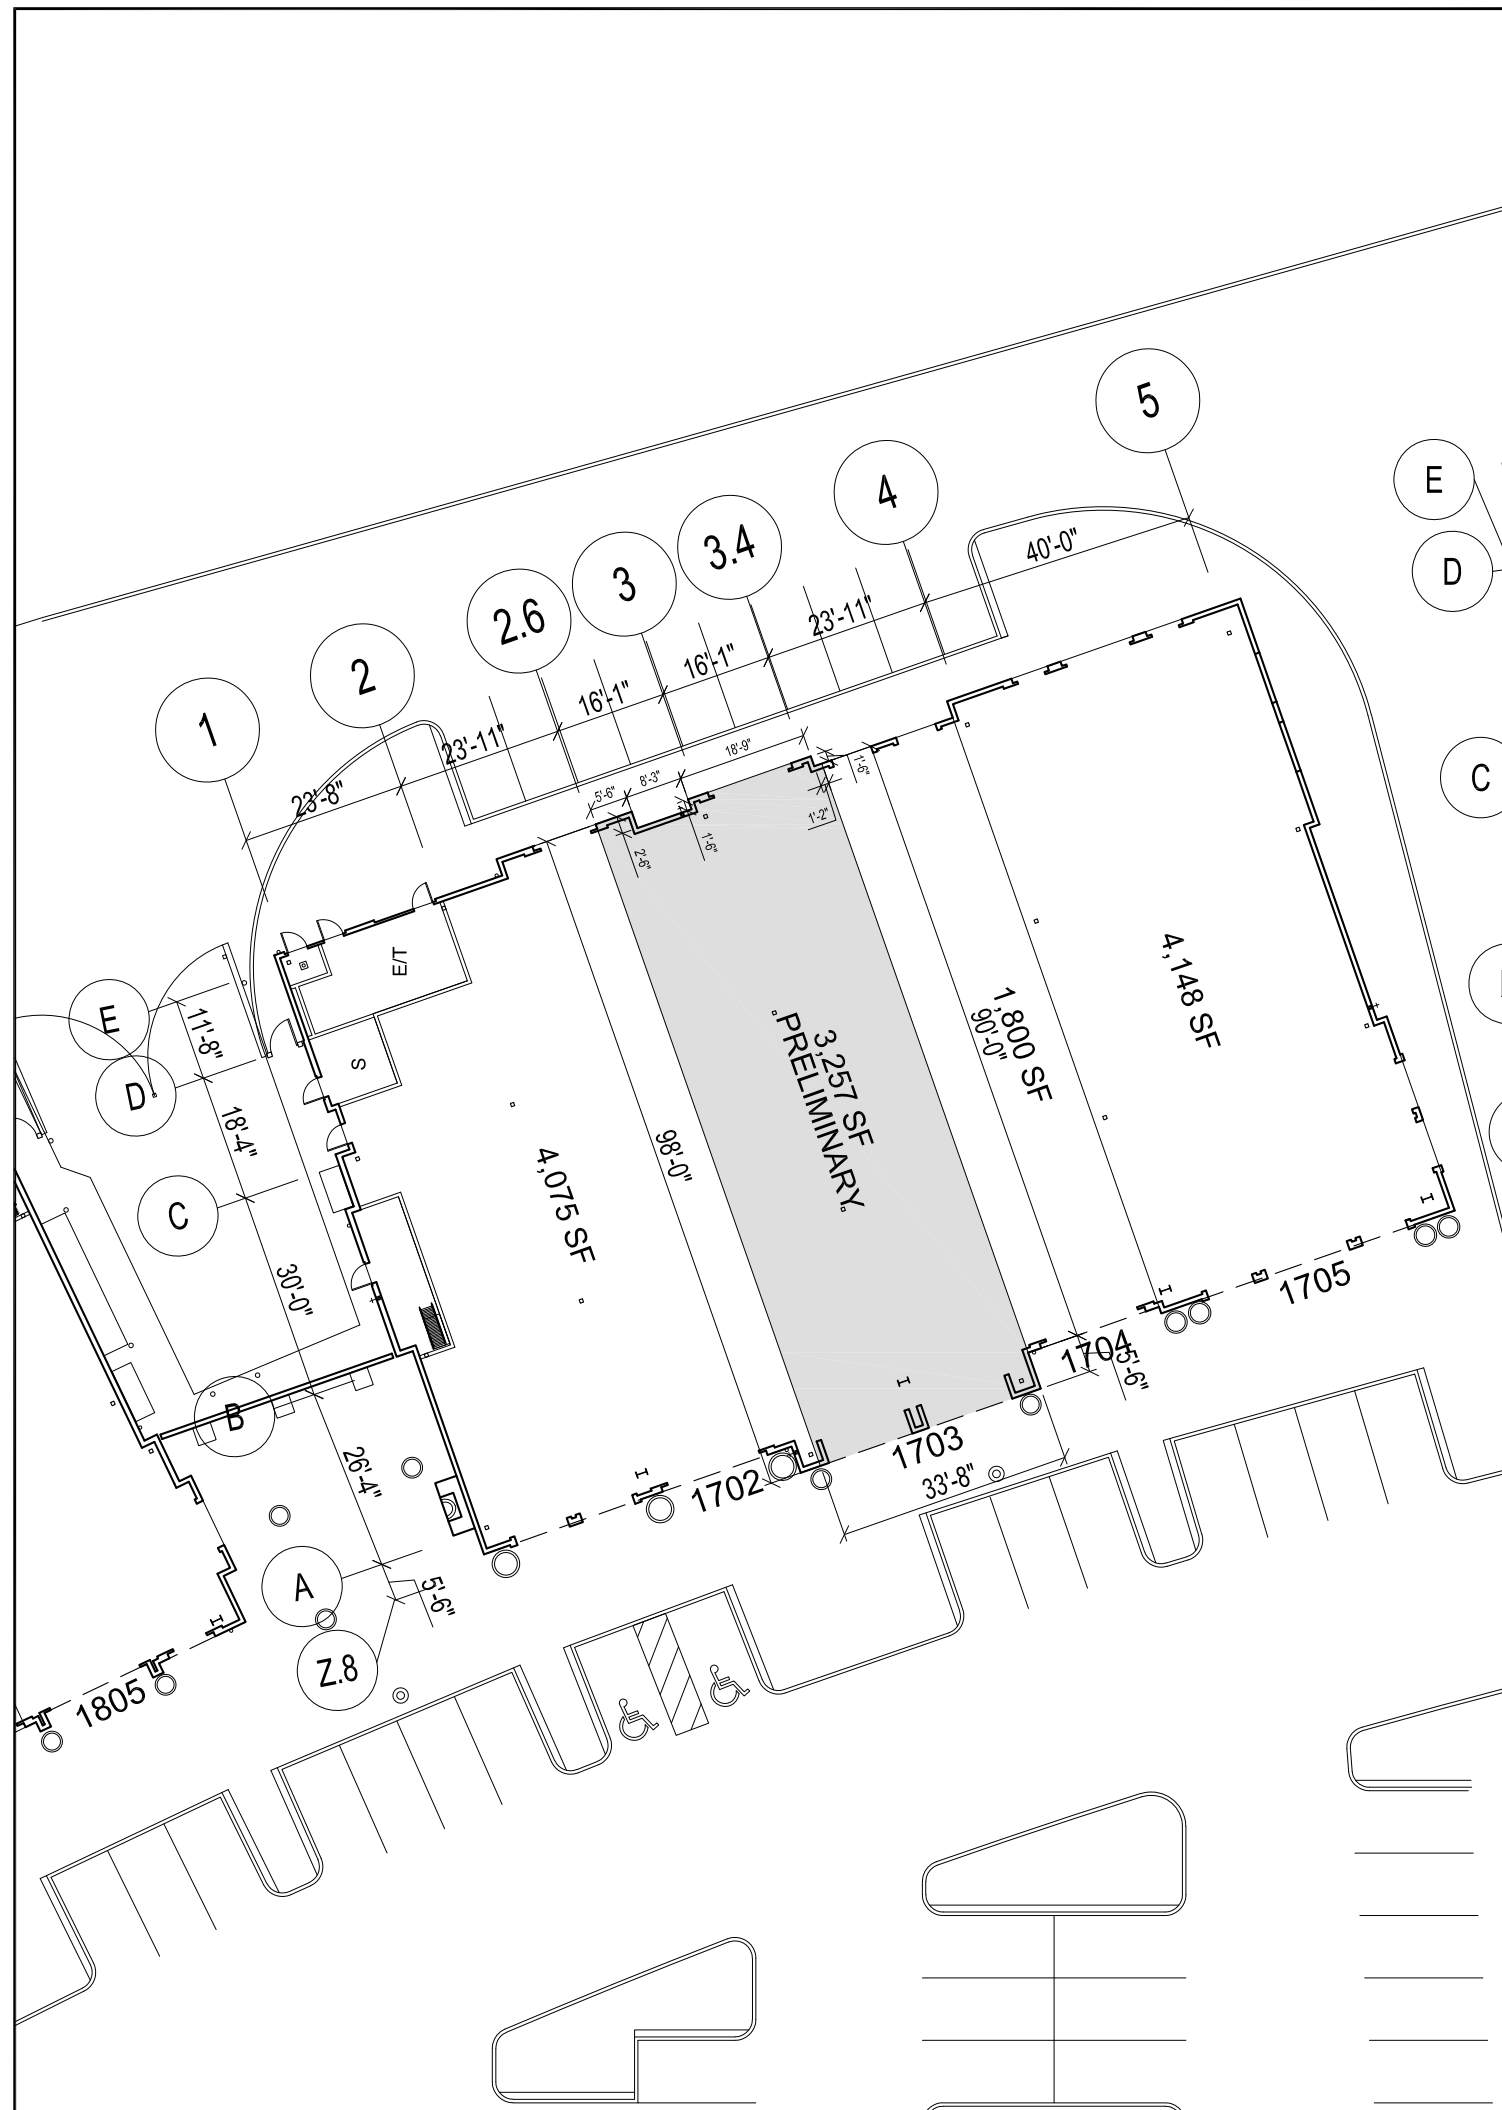 5
E
4
40'-0"
3.4
D
3
23'-11"
2.6
16'-1"
2
16'-1"
1
23'-11"
18'-9"
C
23'-8"
8'-3"
1'-6"
5'-6"
1'-2"
2'-6"
1'-6"
E/T
E
11'-8"
4,148 SF
1,800 SF
90'-0"
3,257 SF
PRELIMINARY.
S
D
18'-4"
98'-0"
4,075 SF
C
30'-0"
1705
1704
5'-6"
B
1703
26'-4"
1702
33'-8"
A
5'-6"
Z.8
1805